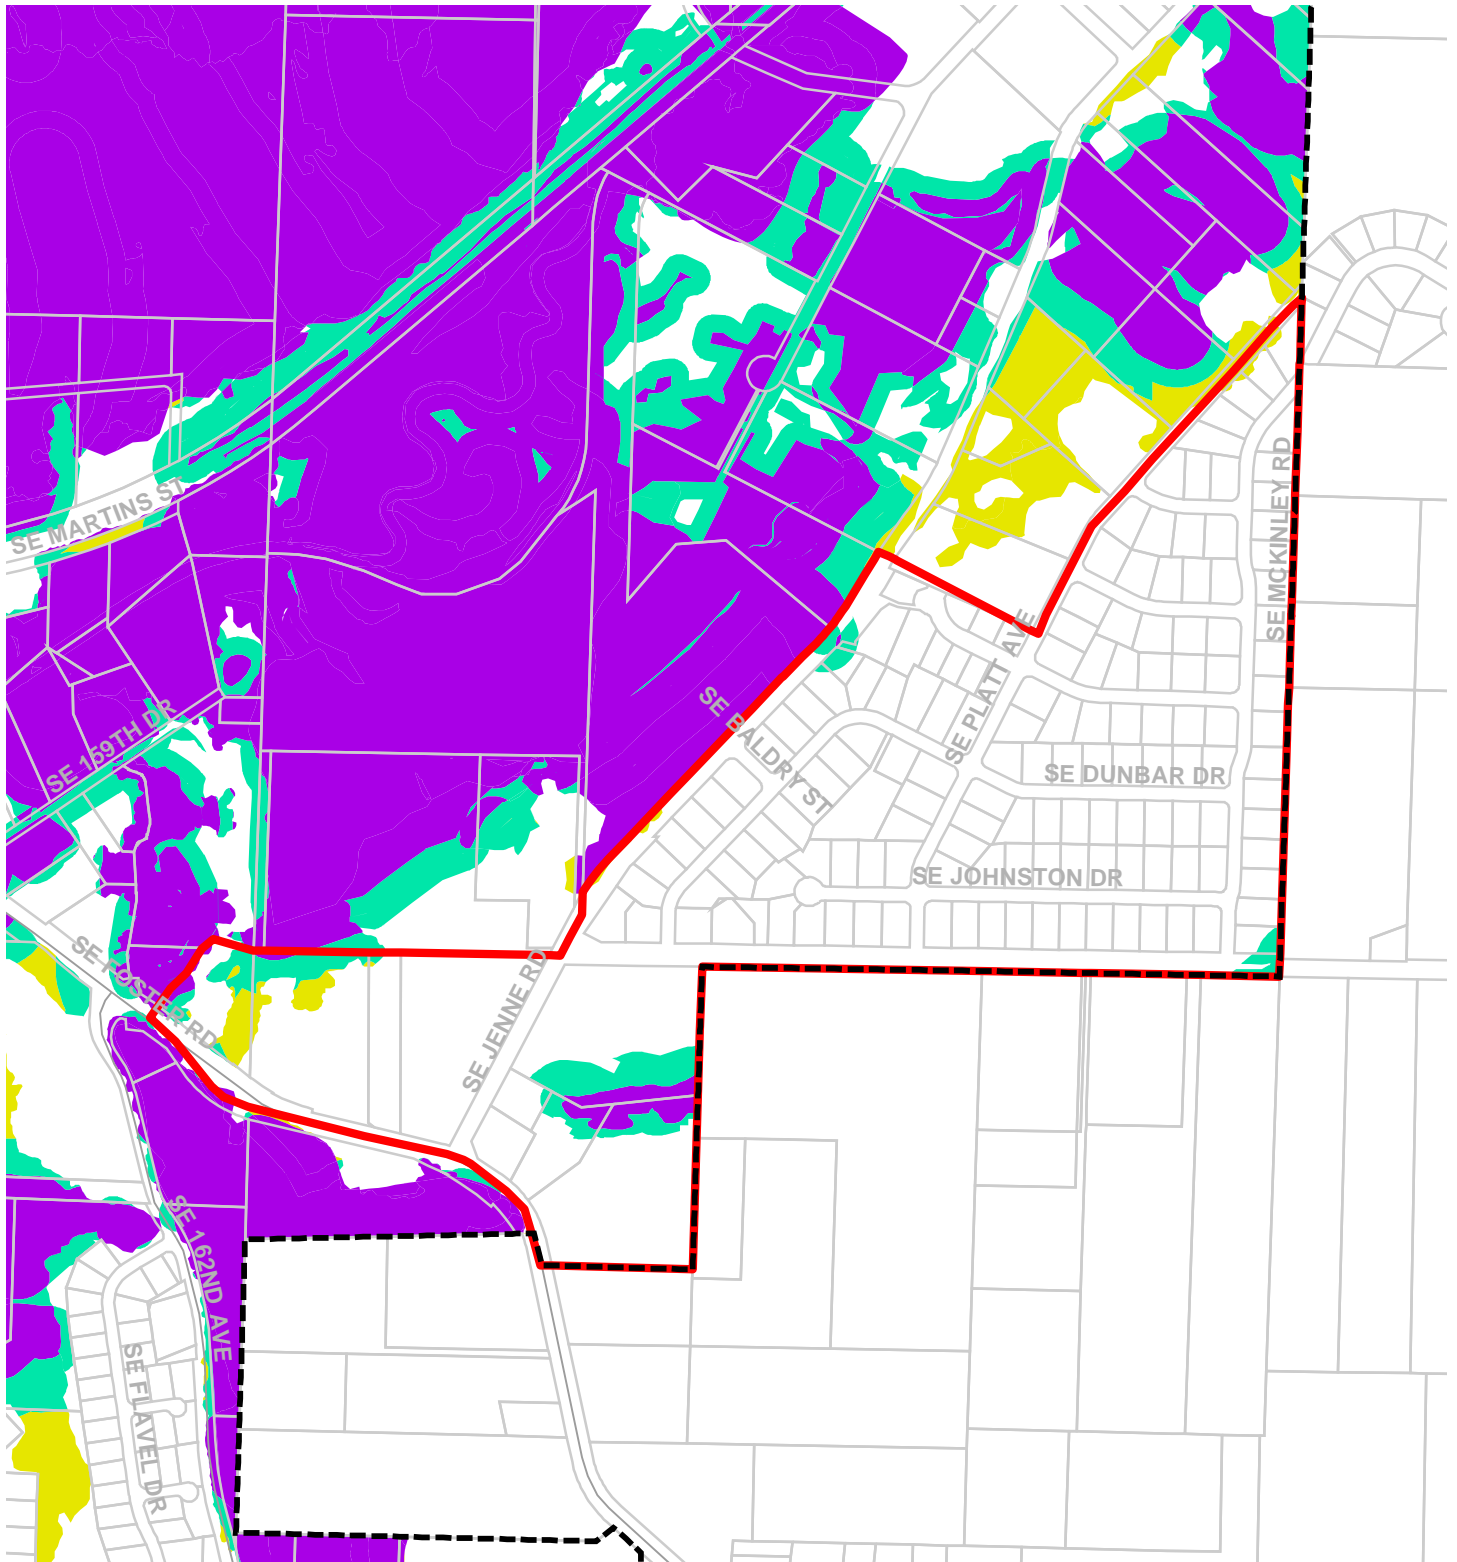 SE MARTINS ST
SE MCKINLEY RD
SE PLATT AVE
SE BALDRY ST
SE 159TH DR
SE DUNBAR DR
SE JOHNSTON DR
SE FOSTER RD
SE JENNE RD
SE 162ND AVE
SE FLAVEL DR